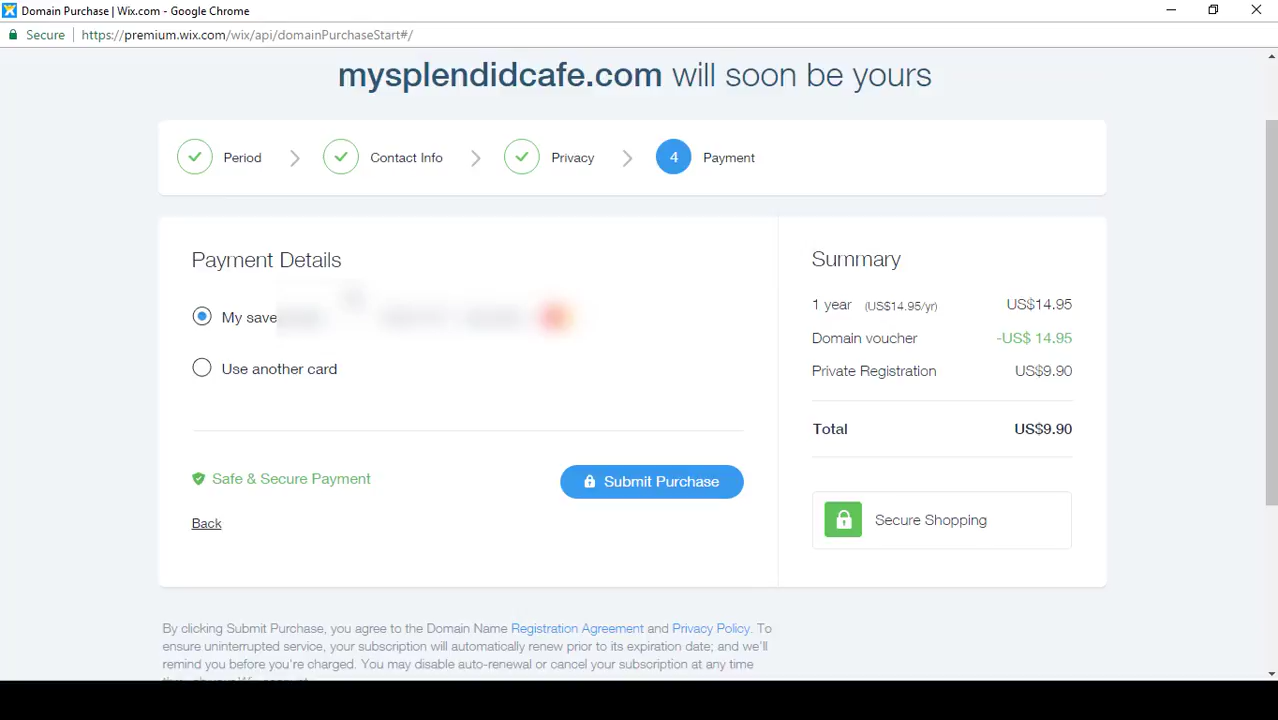 Domain Purchase | Wix.com - Google Chrome
Secure | https://premium.wix.com/wix/api/domainPurchaseStart#/
mysplendidcafe.com will soon be yours
Period
Contact Info
Privacy
4 Payment
Payment Details
My save
Use another card
Safe & Secure Payment
Submit Purchase
Back
Summary
1 year (US$14.95/yr) US$14.95
Domain voucher -US$ 14.95
Private Registration US$9.90
Total US$9.90
Secure Shopping
By clicking Submit Purchase, you agree to the Domain Name Registration Agreement and Privacy Policy. To
ensure uninterrupted service, your subscription will automatically renew prior to its expiration date; and we'll
remind you before you're charged. You may disable auto-renewal or cancel your subscription at any time